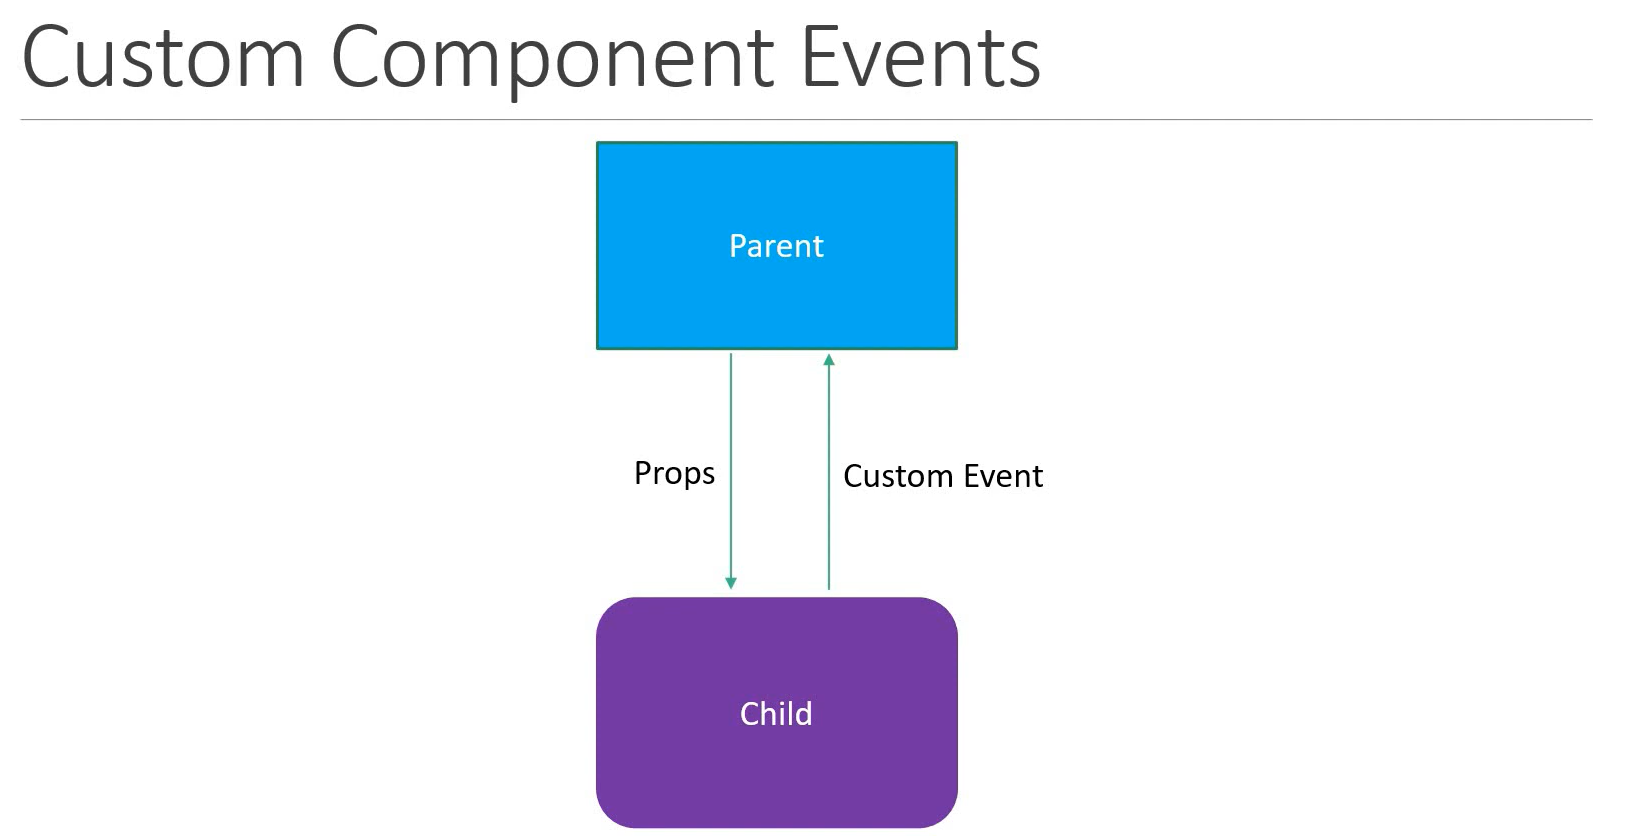 Custom Component Events
Parent
Props
Custom Event
Child